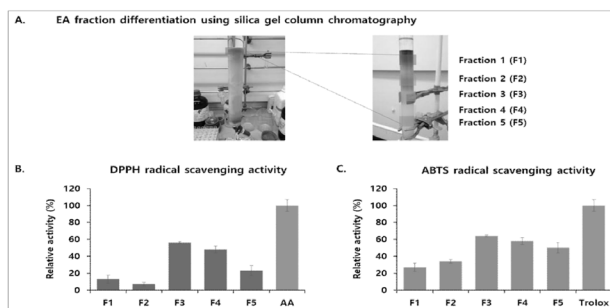 A. EA fraction differentiation using silica gel column chromatography
Fraction 1 (F1)
Fraction 2 (F2)
Fraction 3 (F3)
Fraction 4 (F4)
Fraction 5 (F5)
B. DPPH radical scavenging activity
Relative activity (%)
120
100
80
60
40
20
0
F1 F2 F3 F4 F5 AA
C. ABTS radical scavenging activity
Relative activity (%)
120
100
80
60
40
20
0
F1 F2 F3 F4 F5 Trolox